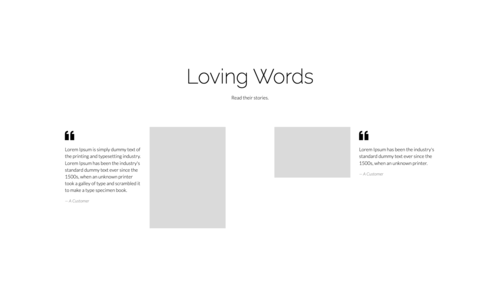 Loving Words
Read their stories.
Lorem Ipsum is simply dummy text of
the printing and typesetting industry.
Lorem Ipsum has been the industry's
standard dummy text ever since the
1500s, when an unknown printer
took a galley of type and scrambled it
to make a type specimen book.
– A Customer
Lorem Ipsum has been the industry's
standard dummy text ever since the
1500s, when an unknown printer.
– A Customer